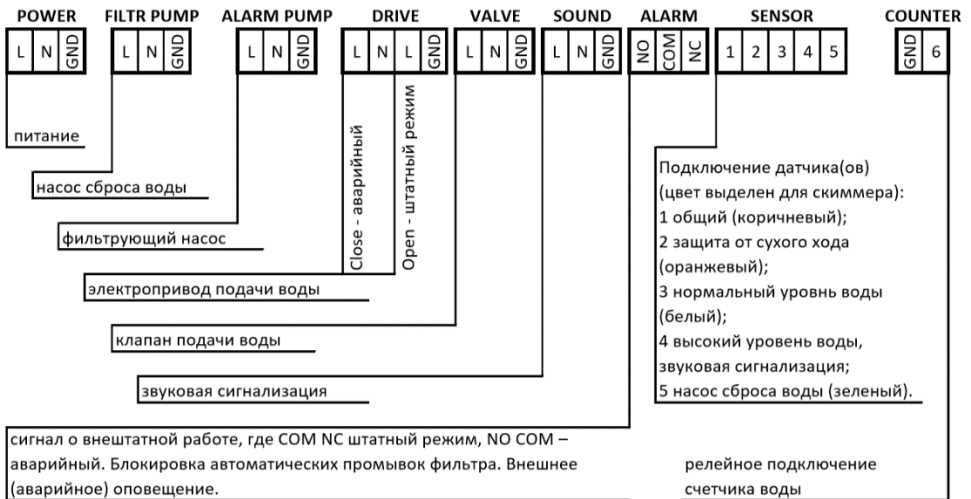 POWER FILTR PUMP ALARM PUMP DRIVE VALVE SOUND ALARM SENSOR COUNTER
L N GND L N GND L N GND L N L GND L N GND L N GND NO COM NC 1 2 3 4 5 GND 6
питание
насос сброса воды
фильтрующий насос
Close - аварийный
Open - штатный режим
электропривод подачи воды
клапан подачи воды
звуковая сигнализация
Подключение датчика(ов)
(цвет выделен для скиммера):
1 общий (коричневый);
2 защита от сухого хода
(оранжевый);
3 нормальный уровнь воды
(белый);
4 высокий уровень воды,
звуковая сигнализация;
5 насос сброса воды (зеленый).
сигнал о внештатной работе, где COM NC штатный режим, NO COM –
аварийный. Блокировка автоматических промывок фильтра. Внешнее
(аварийное) оповещение.
релейное подключение
счетчика воды